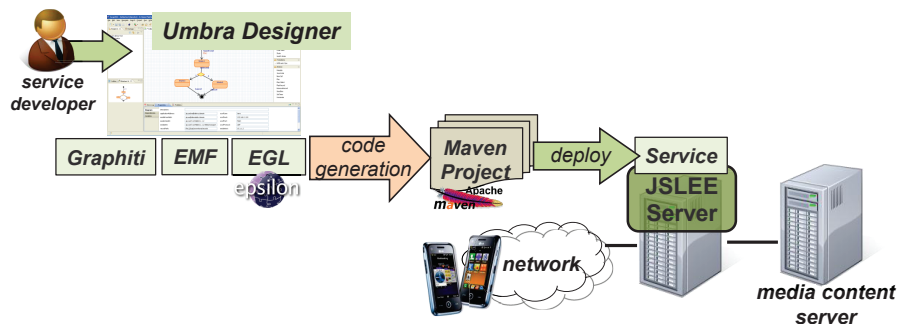 Umbra Designer
service
developer
Graphiti
EMF
EGL
epsilon
code
generation
Maven
Project
Apache
maven
deploy
Service
JSLEE
Server
network
media content
server